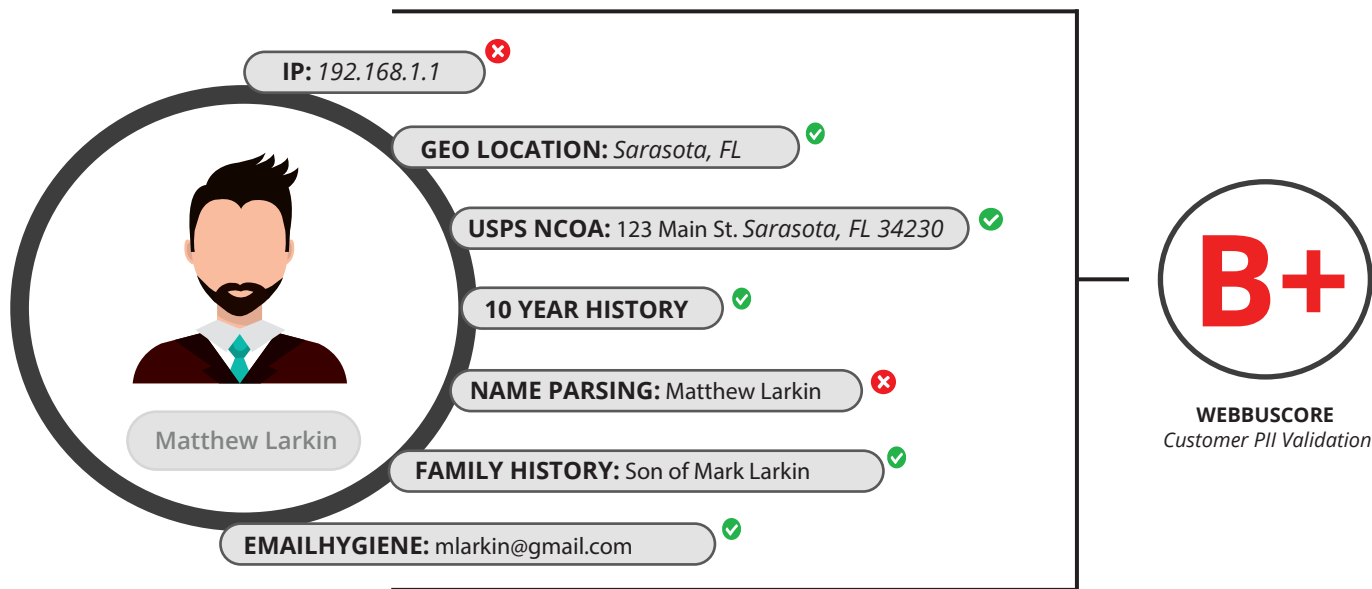 IP: 192.168.1.1
GEO LOCATION: Sarasota, FL
USPS NCOA: 123 Main St. Sarasota, FL 34230
10 YEAR HISTORY
NAME PARSING: Matthew Larkin
Matthew Larkin
FAMILY HISTORY: Son of Mark Larkin
EMAILHYGIENE: mlarkin@gmail.com
B+
WEBBUSCORE
Customer PII Validation